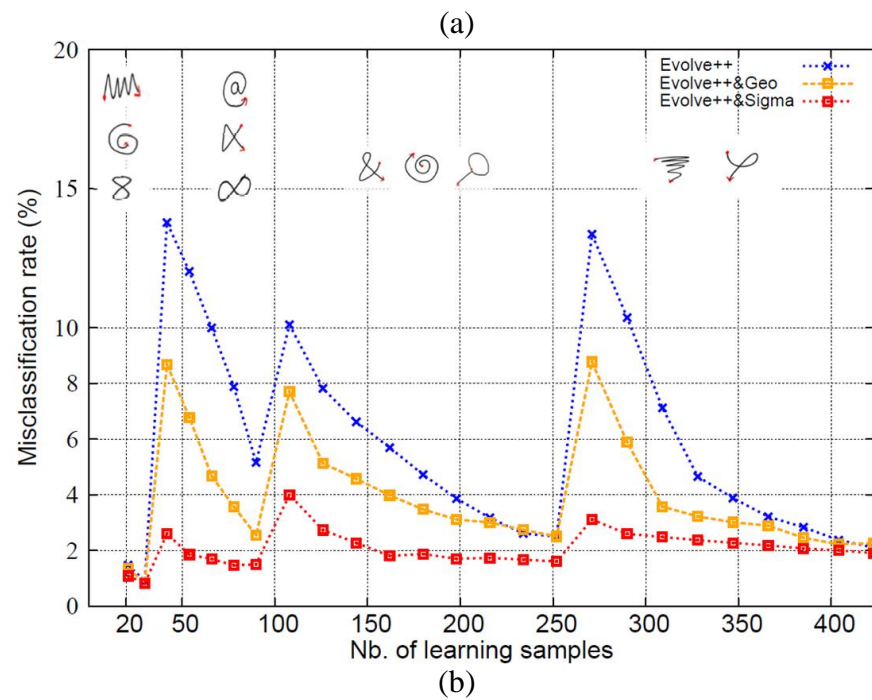 (a)
20
15
10
8
6
4
2
0
Misclassification rate (%)
Evolve++
Evolve++&Geo
Evolve++&Sigma
20 50 100 150 200 250 300 350 400
Nb. of learning samples
(b)